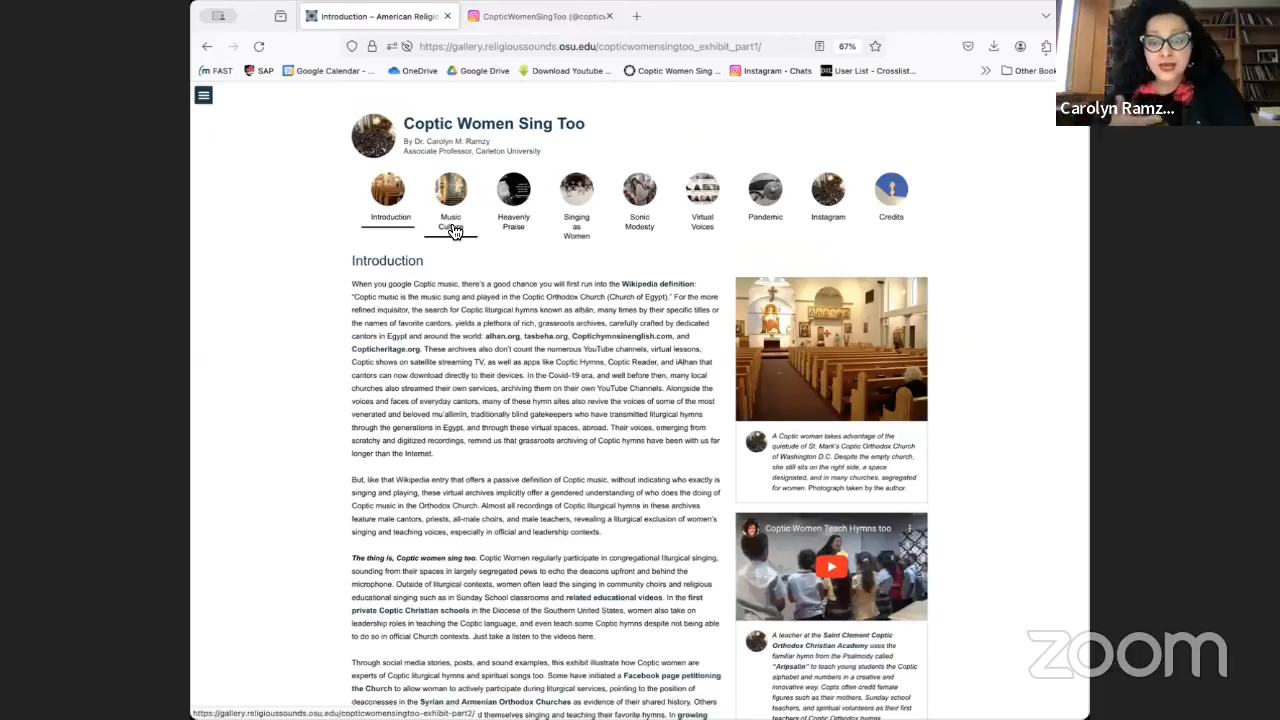 Introduction – American Religio
CopticWomenSingToo (@copticv
https://gallery.religioussounds.osu.edu/copticwomensingtoo_exhibit_part1/
67%
FAST
SAP
Google Calendar - ...
OneDrive
Google Drive
Download Youtube ...
Coptic Women Sing ...
Instagram • Chats
User List - Crosslist...
Other Book
Carolyn Ramz...
Coptic Women Sing Too
By Dr. Carolyn M. Ramzy
Associate Professor, Carleton University
Introduction
Music
Heavenly
Praise
Singing
as
Women
Sonic
Modesty
Virtual
Voices
Pandemic
Instagram
Credits
Introduction
When you google Coptic music, there's a good chance you will first run into the Wikipedia definition:
"Coptic music is the music sung and played in the Coptic Orthodox Church (Church of Egypt)." For the more
refined inquisitor, the search for Coptic liturgical hymns known as alḥān, many times by their specific titles or
the names of favorite cantors, yields a plethora of rich, grassroots archives, carefully crafted by dedicated
cantors in Egypt and around the world: alhan.org, tasbeha.org, Coptichymnsinenglish.com, and
Copticheritage.org. These archives also don't count the numerous YouTube channels, virtual lessons,
Coptic shows on satellite streaming TV, as well as apps like Coptic Hymns, Coptic Reader, and iAlhan that
cantors can now download directly to their devices. In the Covid-19 era, and well before then, many local
churches also streamed their own services, archiving them on their own YouTube Channels. Alongside the
voices and faces of everyday cantors, many of these hymn sites also revive the voices of some of the most
venerated and beloved mu'allimīn, traditionally blind gatekeepers who have transmitted liturgical hymns
through the generations in Egypt, and through these virtual spaces, abroad. Their voices, emerging from
scratchy and digitized recordings, remind us that grassroots archiving of Coptic hymns have been with us far
longer than the Internet.
But, like that Wikipedia entry that offers a passive definition of Coptic music, without indicating who exactly is
singing and playing, these virtual archives implicitly offer a gendered understanding of who does the doing of
Coptic music in the Orthodox Church. Almost all recordings of Coptic liturgical hymns in these archives
feature male cantors, priests, all-male choirs, and male teachers, revealing a liturgical exclusion of women's
singing and teaching voices, especially in official and leadership contexts.
The thing is, Coptic women sing too. Coptic Women regularly participate in congregational liturgical singing,
sounding from their spaces in largely segregated pews to echo the deacons upfront and behind the
microphone. Outside of liturgical contexts, women often lead the singing in community choirs and religious
educational singing such as in Sunday School classrooms and related educational videos. In the first
private Coptic Christian schools in the Diocese of the Southern United States, women also take on
leadership roles in teaching the Coptic language, and even teach some Coptic hymns despite not being able
to do so in official Church contexts. Just take a listen to the videos here.
Through social media stories, posts, and sound examples, this exhibit illustrate how Coptic women are
experts of Coptic liturgical hymns and spiritual songs too. Some have initiated a Facebook page petitioning
the Church to allow woman to actively participate during liturgical services, pointing to the position of
deaconesses in the Syrian and Armenian Orthodox Churches as evidence of their shared history. Others
d themselves singing and teaching their favorite hymns. In growing
https://gallery.religioussounds.osu.edu/copticwomensingtoo-exhibit-part2/
A Coptic woman takes advantage of the
quietude of St. Mark's Coptic Orthodox Church
of Washington D.C. Despite the empty church,
she still sits on the right side, a space
designated, and in many churches, segregated
for women. Photograph taken by the author.
Coptic Women Teach Hymns too
A teacher at the Saint Clement Coptic
Orthodox Christian Academy uses the
familiar hymn from the Psalmody called
"Aripsalin" to teach young students the Coptic
alphabet and numbers in a creative and
innovative way. Copts often credit female
figures such as their mothers, Sunday school
teachers, and spiritual volunteers as their first
teachers of Coptic hymns.
zoom